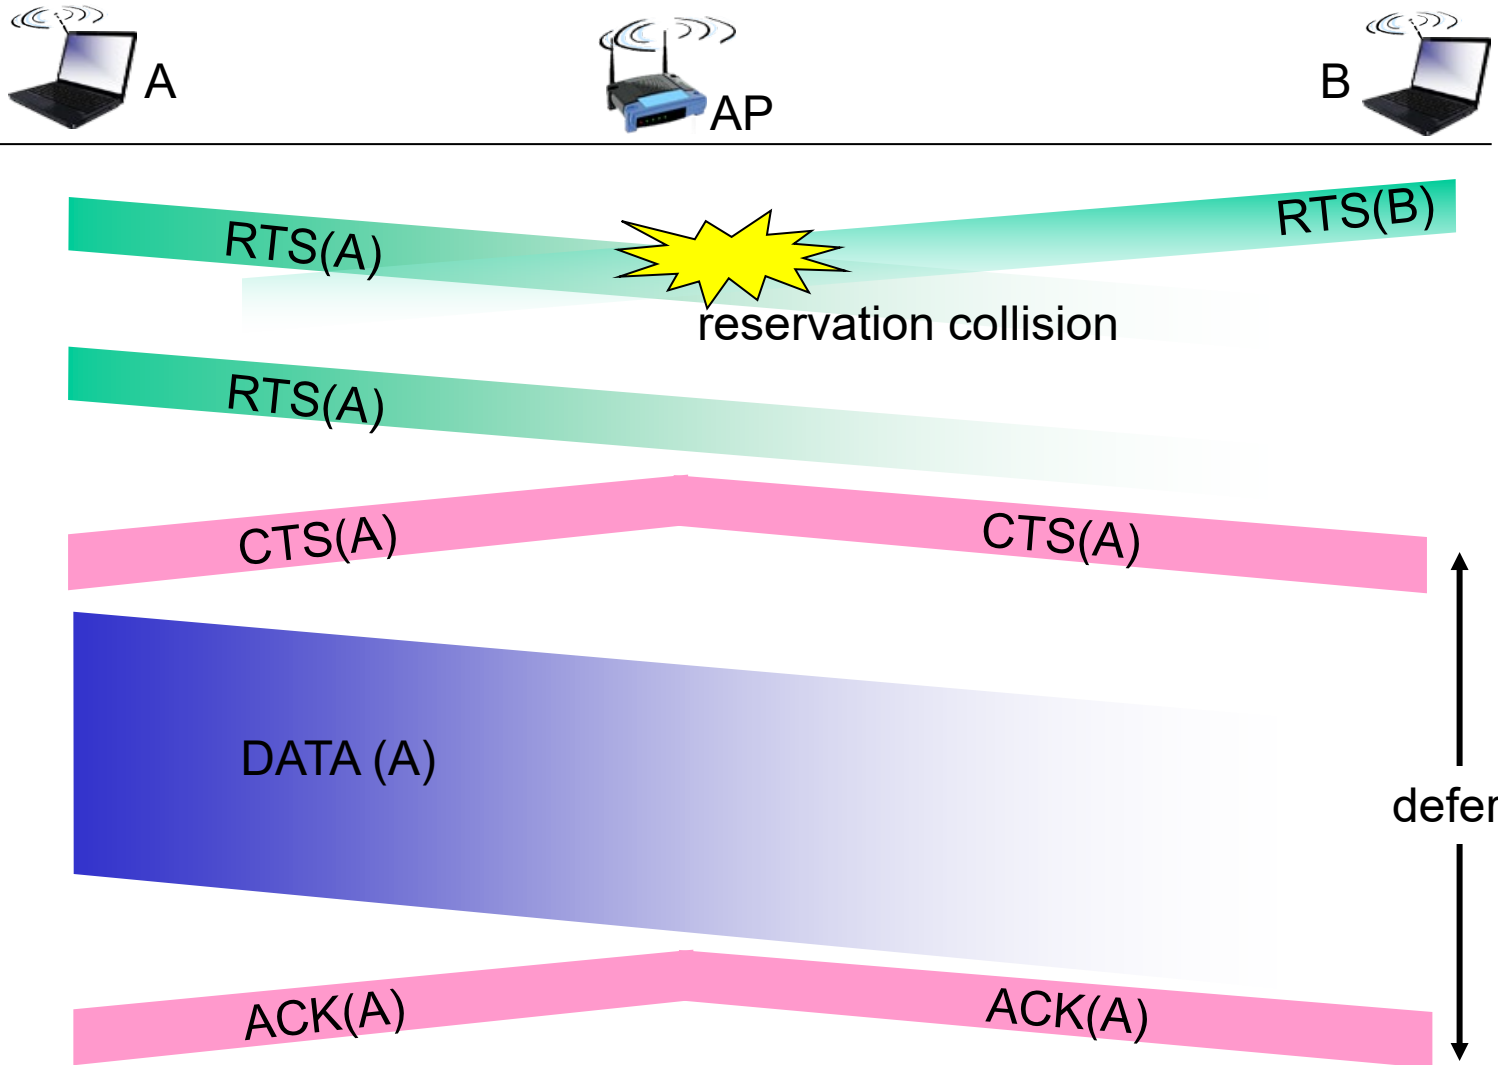 A
AP
B
RTS(A)
RTS(B)
reservation collision
RTS(A)
CTS(A)
CTS(A)
DATA (A)
defer
ACK(A)
ACK(A)